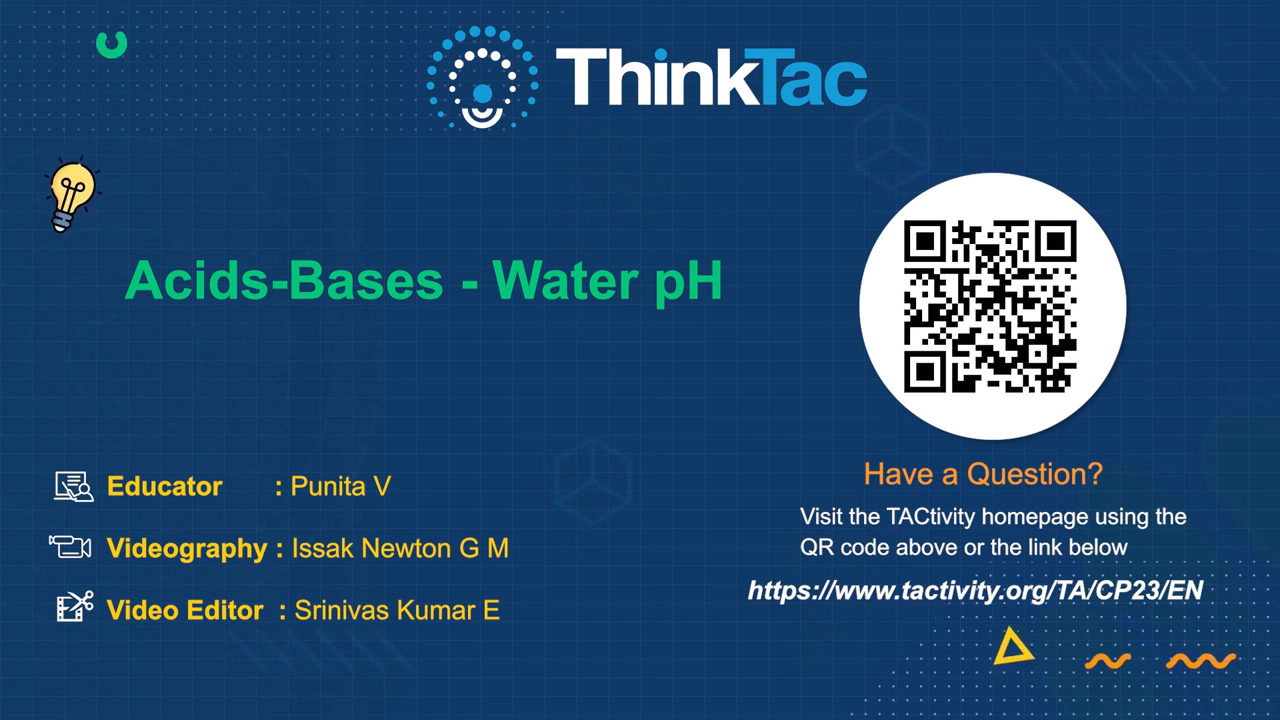 ThinkTac
Acids-Bases - Water pH
Educator : Punita V
Videography : Issak Newton G M
Video Editor : Srinivas Kumar E
Have a Question?
Visit the TACtivity homepage using the
QR code above or the link below
https://www.tactivity.org/TA/CP23/EN